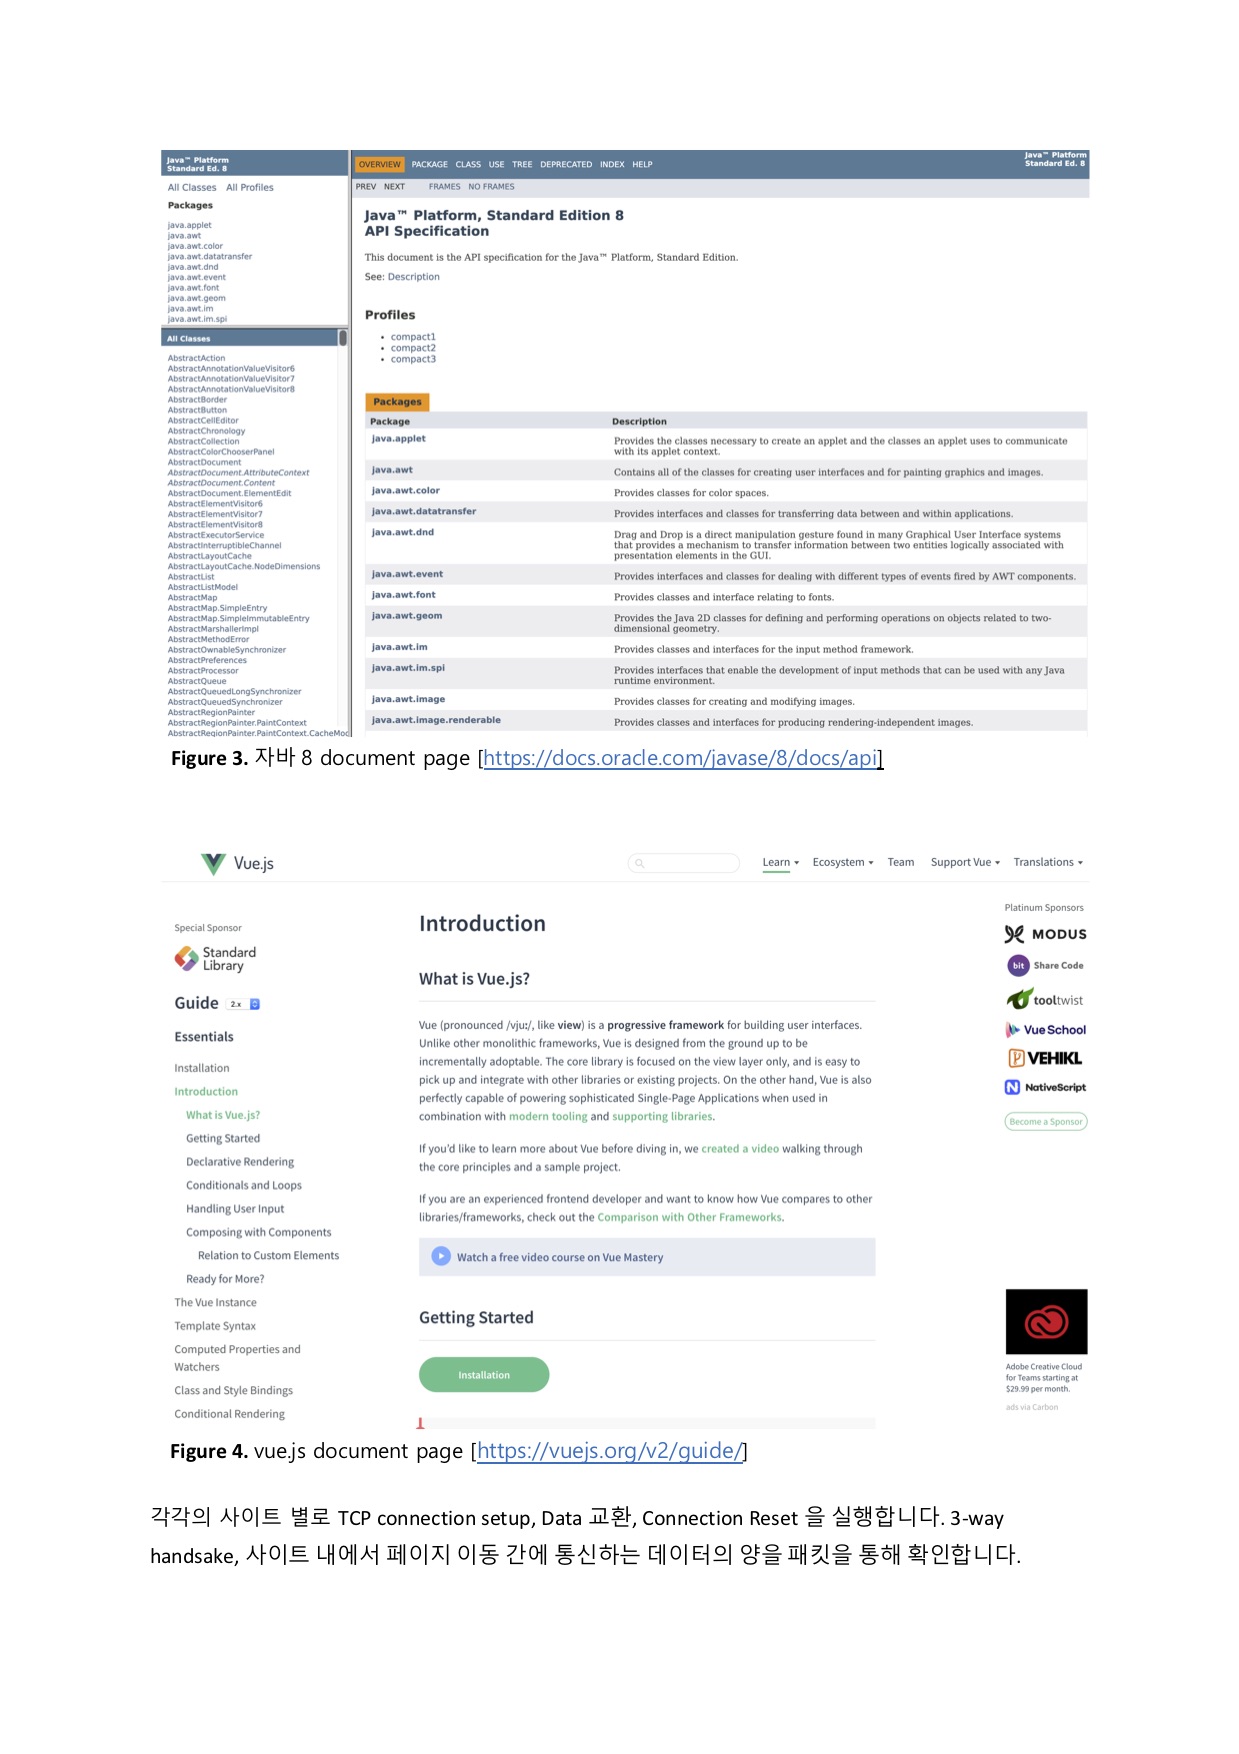 Java™ Platform
Standard Ed. 8
All Classes All Profiles
Packages
java.applet
java.awt
java.awt.color
java.awt.datatransfer
java.awt.dnd
java.awt.event
java.awt.font
java.awt.geom
java.awt.im
java.awt.im.spi
All Classes
AbstractAction
AbstractAnnotationValueVisitor6
AbstractAnnotationValueVisitor7
AbstractAnnotationValueVisitor8
AbstractBorder
AbstractButton
AbstractCellEditor
AbstractChronology
AbstractCollection
AbstractColorChooserPanel
AbstractDocument
AbstractDocument.AttributeContext
AbstractDocument.Content
AbstractDocument.ElementEdit
AbstractElementVisitor6
AbstractElementVisitor7
AbstractElementVisitor8
AbstractExecutorService
AbstractInterruptibleChannel
AbstractLayoutCache
AbstractLayoutCache.NodeDimensions
AbstractList
AbstractListModel
AbstractMap
AbstractMap.SimpleEntry
AbstractMap.SimpleImmutableEntry
AbstractMarshallerImpl
AbstractMethodError
AbstractOwnableSynchronizer
AbstractPreferences
AbstractProcessor
AbstractQueue
AbstractQueuedLongSynchronizer
AbstractQueuedSynchronizer
AbstractRegionPainter
AbstractRegionPainter.PaintContext
AbstractRegionPainter.PaintContext.CacheMod
OVERVIEW PACKAGE CLASS USE TREE DEPRECATED INDEX HELP
Java™ Platform
Standard Ed. 8
PREV NEXT FRAMES NO FRAMES
Java™ Platform, Standard Edition 8
API Specification
This document is the API specification for the Java™ Platform, Standard Edition.
See: Description
Profiles
• compact1
• compact2
• compact3
Packages
Package Description
java.applet Provides the classes necessary to create an applet and the classes an applet uses to communicate
with its applet context.
java.awt Contains all of the classes for creating user interfaces and for painting graphics and images.
java.awt.color Provides classes for color spaces.
java.awt.datatransfer Provides interfaces and classes for transferring data between and within applications.
java.awt.dnd Drag and Drop is a direct manipulation gesture found in many Graphical User Interface systems
that provides a mechanism to transfer information between two entities logically associated with
presentation elements in the GUI.
java.awt.event Provides interfaces and classes for dealing with different types of events fired by AWT components.
java.awt.font Provides classes and interface relating to fonts.
java.awt.geom Provides the Java 2D classes for defining and performing operations on objects related to two-
dimensional geometry.
java.awt.im Provides classes and interfaces for the input method framework.
java.awt.im.spi Provides interfaces that enable the development of input methods that can be used with any Java
runtime environment.
java.awt.image Provides classes for creating and modifying images.
java.awt.image.renderable Provides classes and interfaces for producing rendering-independent images.
Figure 3. 자바 8 document page [https://docs.oracle.com/javase/8/docs/api]
Vue.js
Learn Ecosystem Team Support Vue Translations
Special Sponsor
Standard
Library
Guide 2.x
Essentials
Installation
Introduction
What is Vue.js?
Getting Started
Declarative Rendering
Conditionals and Loops
Handling User Input
Composing with Components
Relation to Custom Elements
Ready for More?
The Vue Instance
Template Syntax
Computed Properties and
Watchers
Class and Style Bindings
Conditional Rendering
Introduction
What is Vue.js?
Vue (pronounced /vjuː/, like view) is a progressive framework for building user interfaces.
Unlike other monolithic frameworks, Vue is designed from the ground up to be
incrementally adoptable. The core library is focused on the view layer only, and is easy to
pick up and integrate with other libraries or existing projects. On the other hand, Vue is also
perfectly capable of powering sophisticated Single-Page Applications when used in
combination with modern tooling and supporting libraries.
If you'd like to learn more about Vue before diving in, we created a video walking through
the core principles and a sample project.
If you are an experienced frontend developer and want to know how Vue compares to other
libraries/frameworks, check out the Comparison with Other Frameworks.
Watch a free video course on Vue Mastery
Getting Started
Installation
Platinum Sponsors
MODUS
bit Share Code
tooltwist
Vue School
VEHIKL
NativeScript
Become a Sponsor
Adobe Creative Cloud
for Teams starting at
$29.99 per month.
ads via Carbon
Figure 4. vue.js document page [https://vuejs.org/v2/guide/]
각각의 사이트 별로 TCP connection setup, Data 교환, Connection Reset 을 실행합니다. 3-way
handsake, 사이트 내에서 페이지 이동 간에 통신하는 데이터의 양을 패킷을 통해 확인합니다.